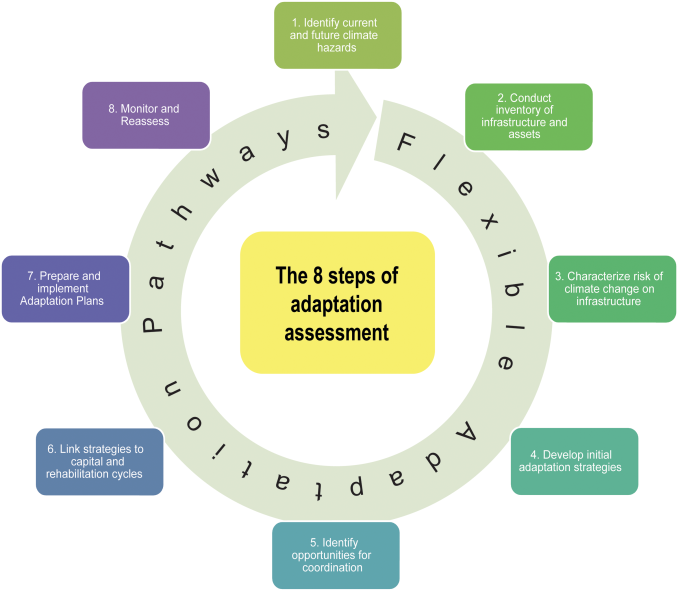 1. Identify current
and future climate
hazards
2. Conduct
inventory of
infrastructure and
assets
3. Characterize risk of
climate change on
infrastructure
4. Develop initial
adaptation strategies
5. Identify
opportunities for
coordination
6. Link strategies to
capital and
rehabilitation cycles
7. Prepare and
implement
Adaptation Plans
8. Monitor and
Reassess
Flexible Adaptation Pathways
The 8 steps of
adaptation
assessment